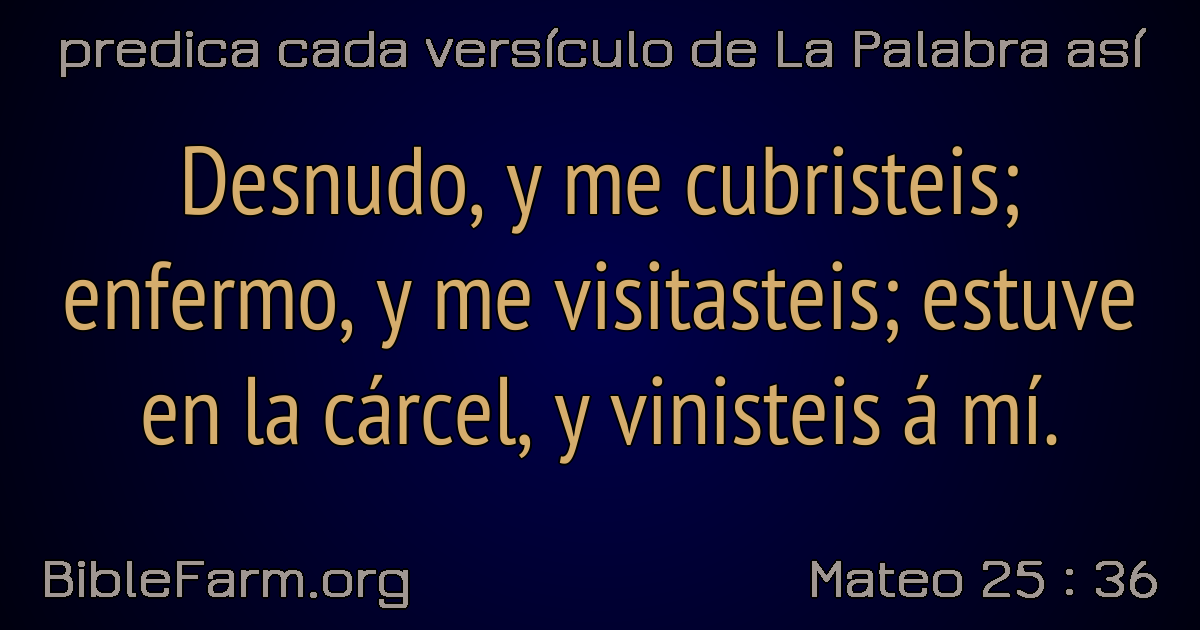 predica cada versículo de La Palabra así
Desnudo, y me cubristeis;
enfermo, y me visitasteis; estuve
en la cárcel, y vinisteis á mí.
BibleFarm.org
Mateo 25 : 36